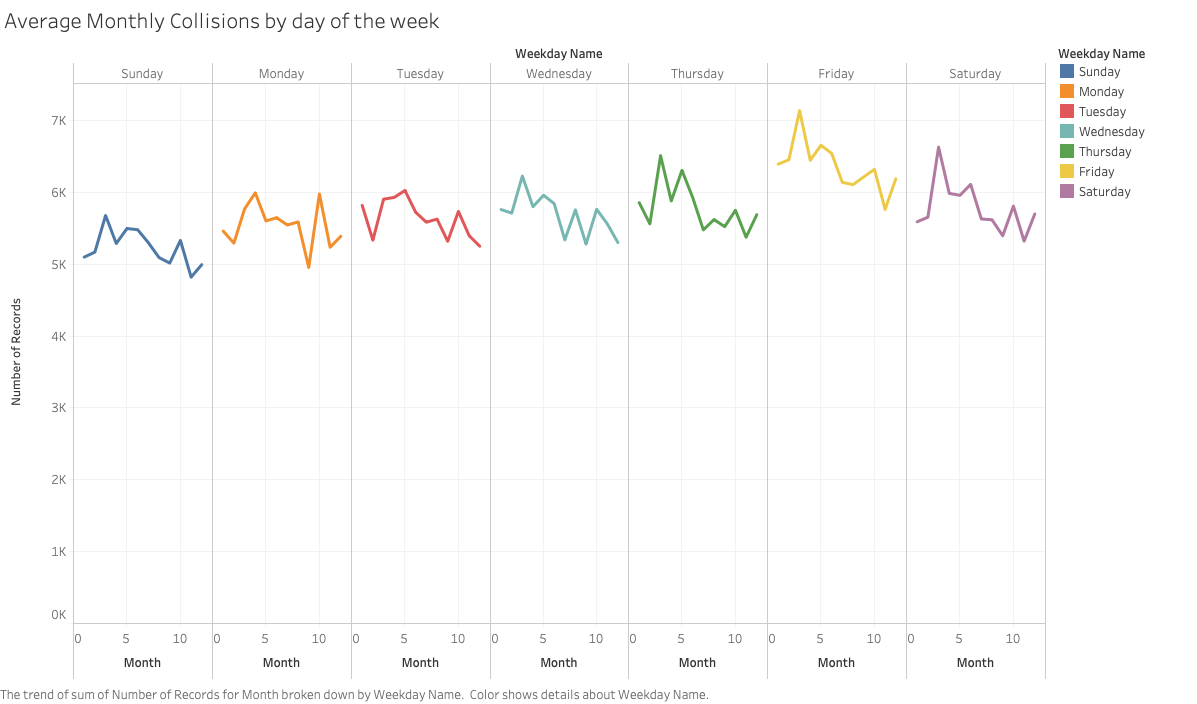 Average Monthly Collisions by day of the week
Weekday Name
Sunday Monday Tuesday Wednesday Thursday Friday Saturday
7K
6K
5K
4K
3K
2K
1K
0K
Number of Records
0 5 10 0 5 10 0 5 10 0 5 10 0 5 10 0 5 10 0 5 10
Month Month Month Month Month Month Month
Weekday Name
Sunday
Monday
Tuesday
Wednesday
Thursday
Friday
Saturday
The trend of sum of Number of Records for Month broken down by Weekday Name.  Color shows details about Weekday Name.